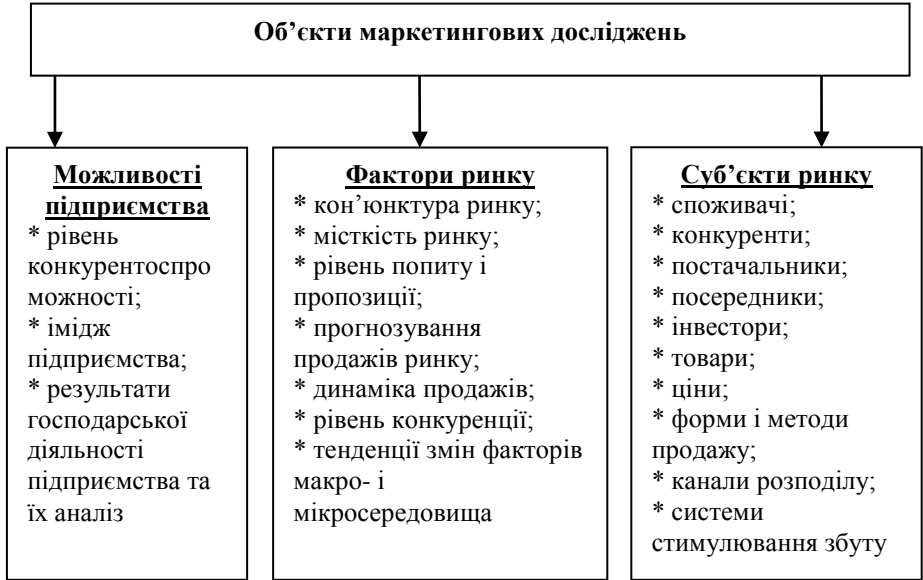 Об’єкти маркетингових досліджень
Можливості
підприємства
* рівень
конкурентоспро
можності;
* імідж
підприємства;
* результати
господарської
діяльності
підприємства та
їх аналіз
Фактори ринку
* кон’юнктура ринку;
* місткість ринку;
* рівень попиту і
пропозиції;
* прогнозування
продажів ринку;
* динаміка продажів;
* рівень конкуренції;
* тенденції змін факторів
макро- і
мікросередовища
Суб’єкти ринку
* споживачі;
* конкуренти;
* постачальники;
* посередники;
* інвестори;
* товари;
* ціни;
* форми і методи
продажу;
* канали розподілу;
* системи
стимулювання збуту